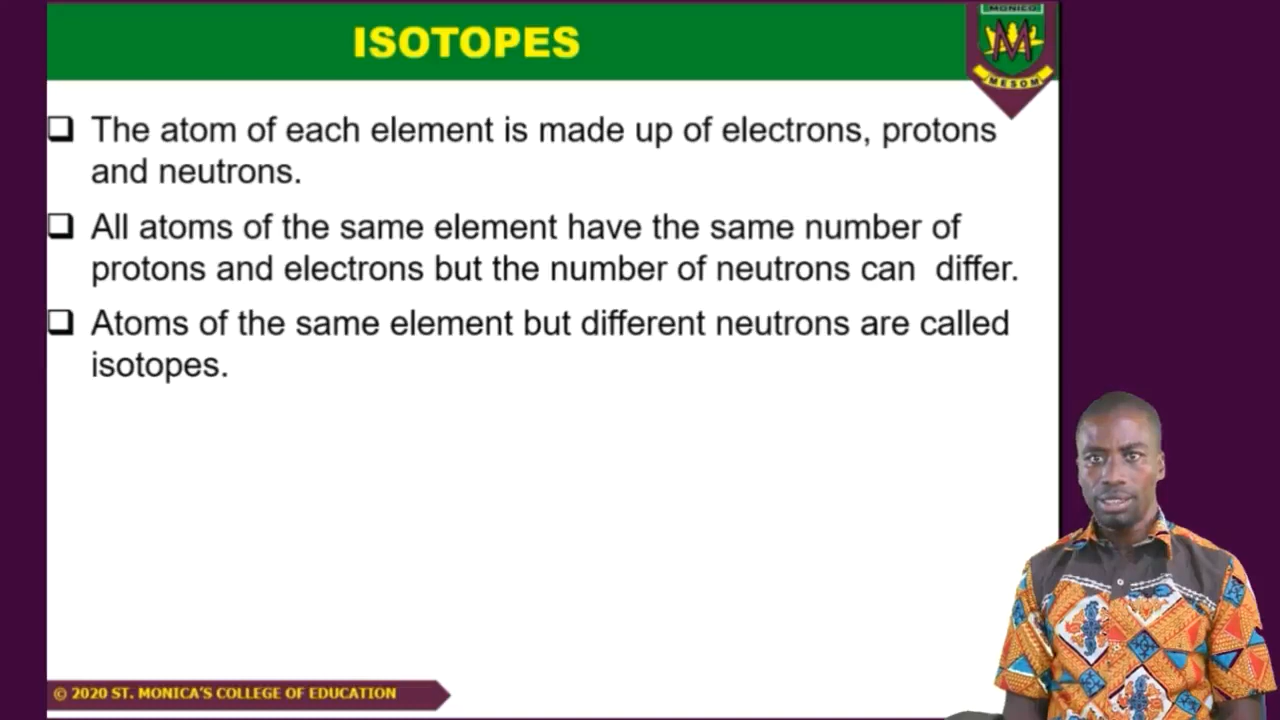 ISOTOPES
MONICO
M
MESOM
❑ The atom of each element is made up of electrons, protons
and neutrons.
❑ All atoms of the same element have the same number of
protons and electrons but the number of neutrons can differ.
❑ Atoms of the same element but different neutrons are called
isotopes.
© 2020 ST. MONICA'S COLLEGE OF EDUCATION